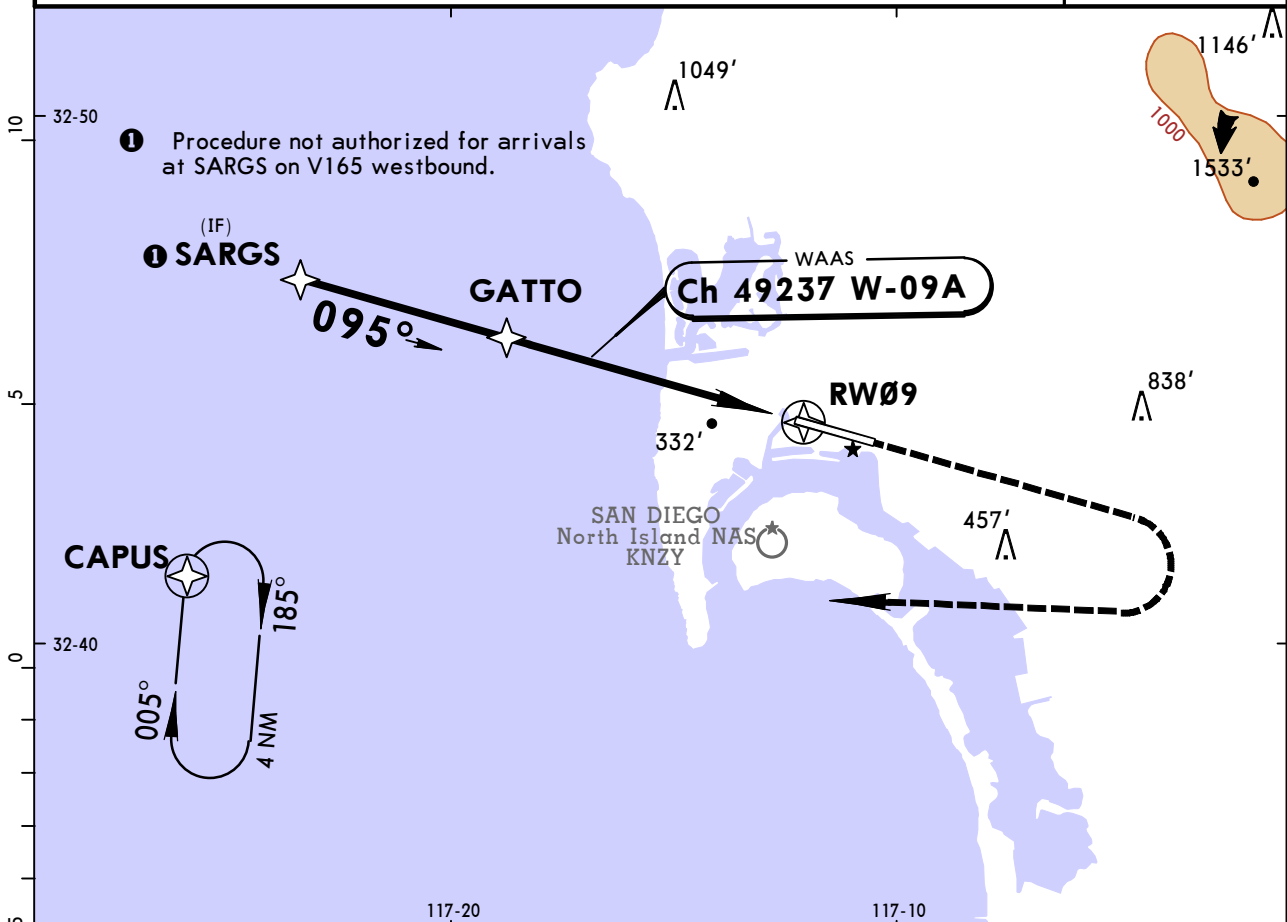 1146’
1049’
10
32-50
1000
❶ Procedure not authorized for arrivals
at SARGS on V165 westbound.
1533’
(IF)
❶ SARGS
WAAS
GATTO
Ch 49237 W-09A
095°
838’
5
RWØ9
332’
457’
SAN DIEGO
North Island NAS
KNZY
CAPUS
185°
0
32-40
005°
4 NM
117-20
117-10
5